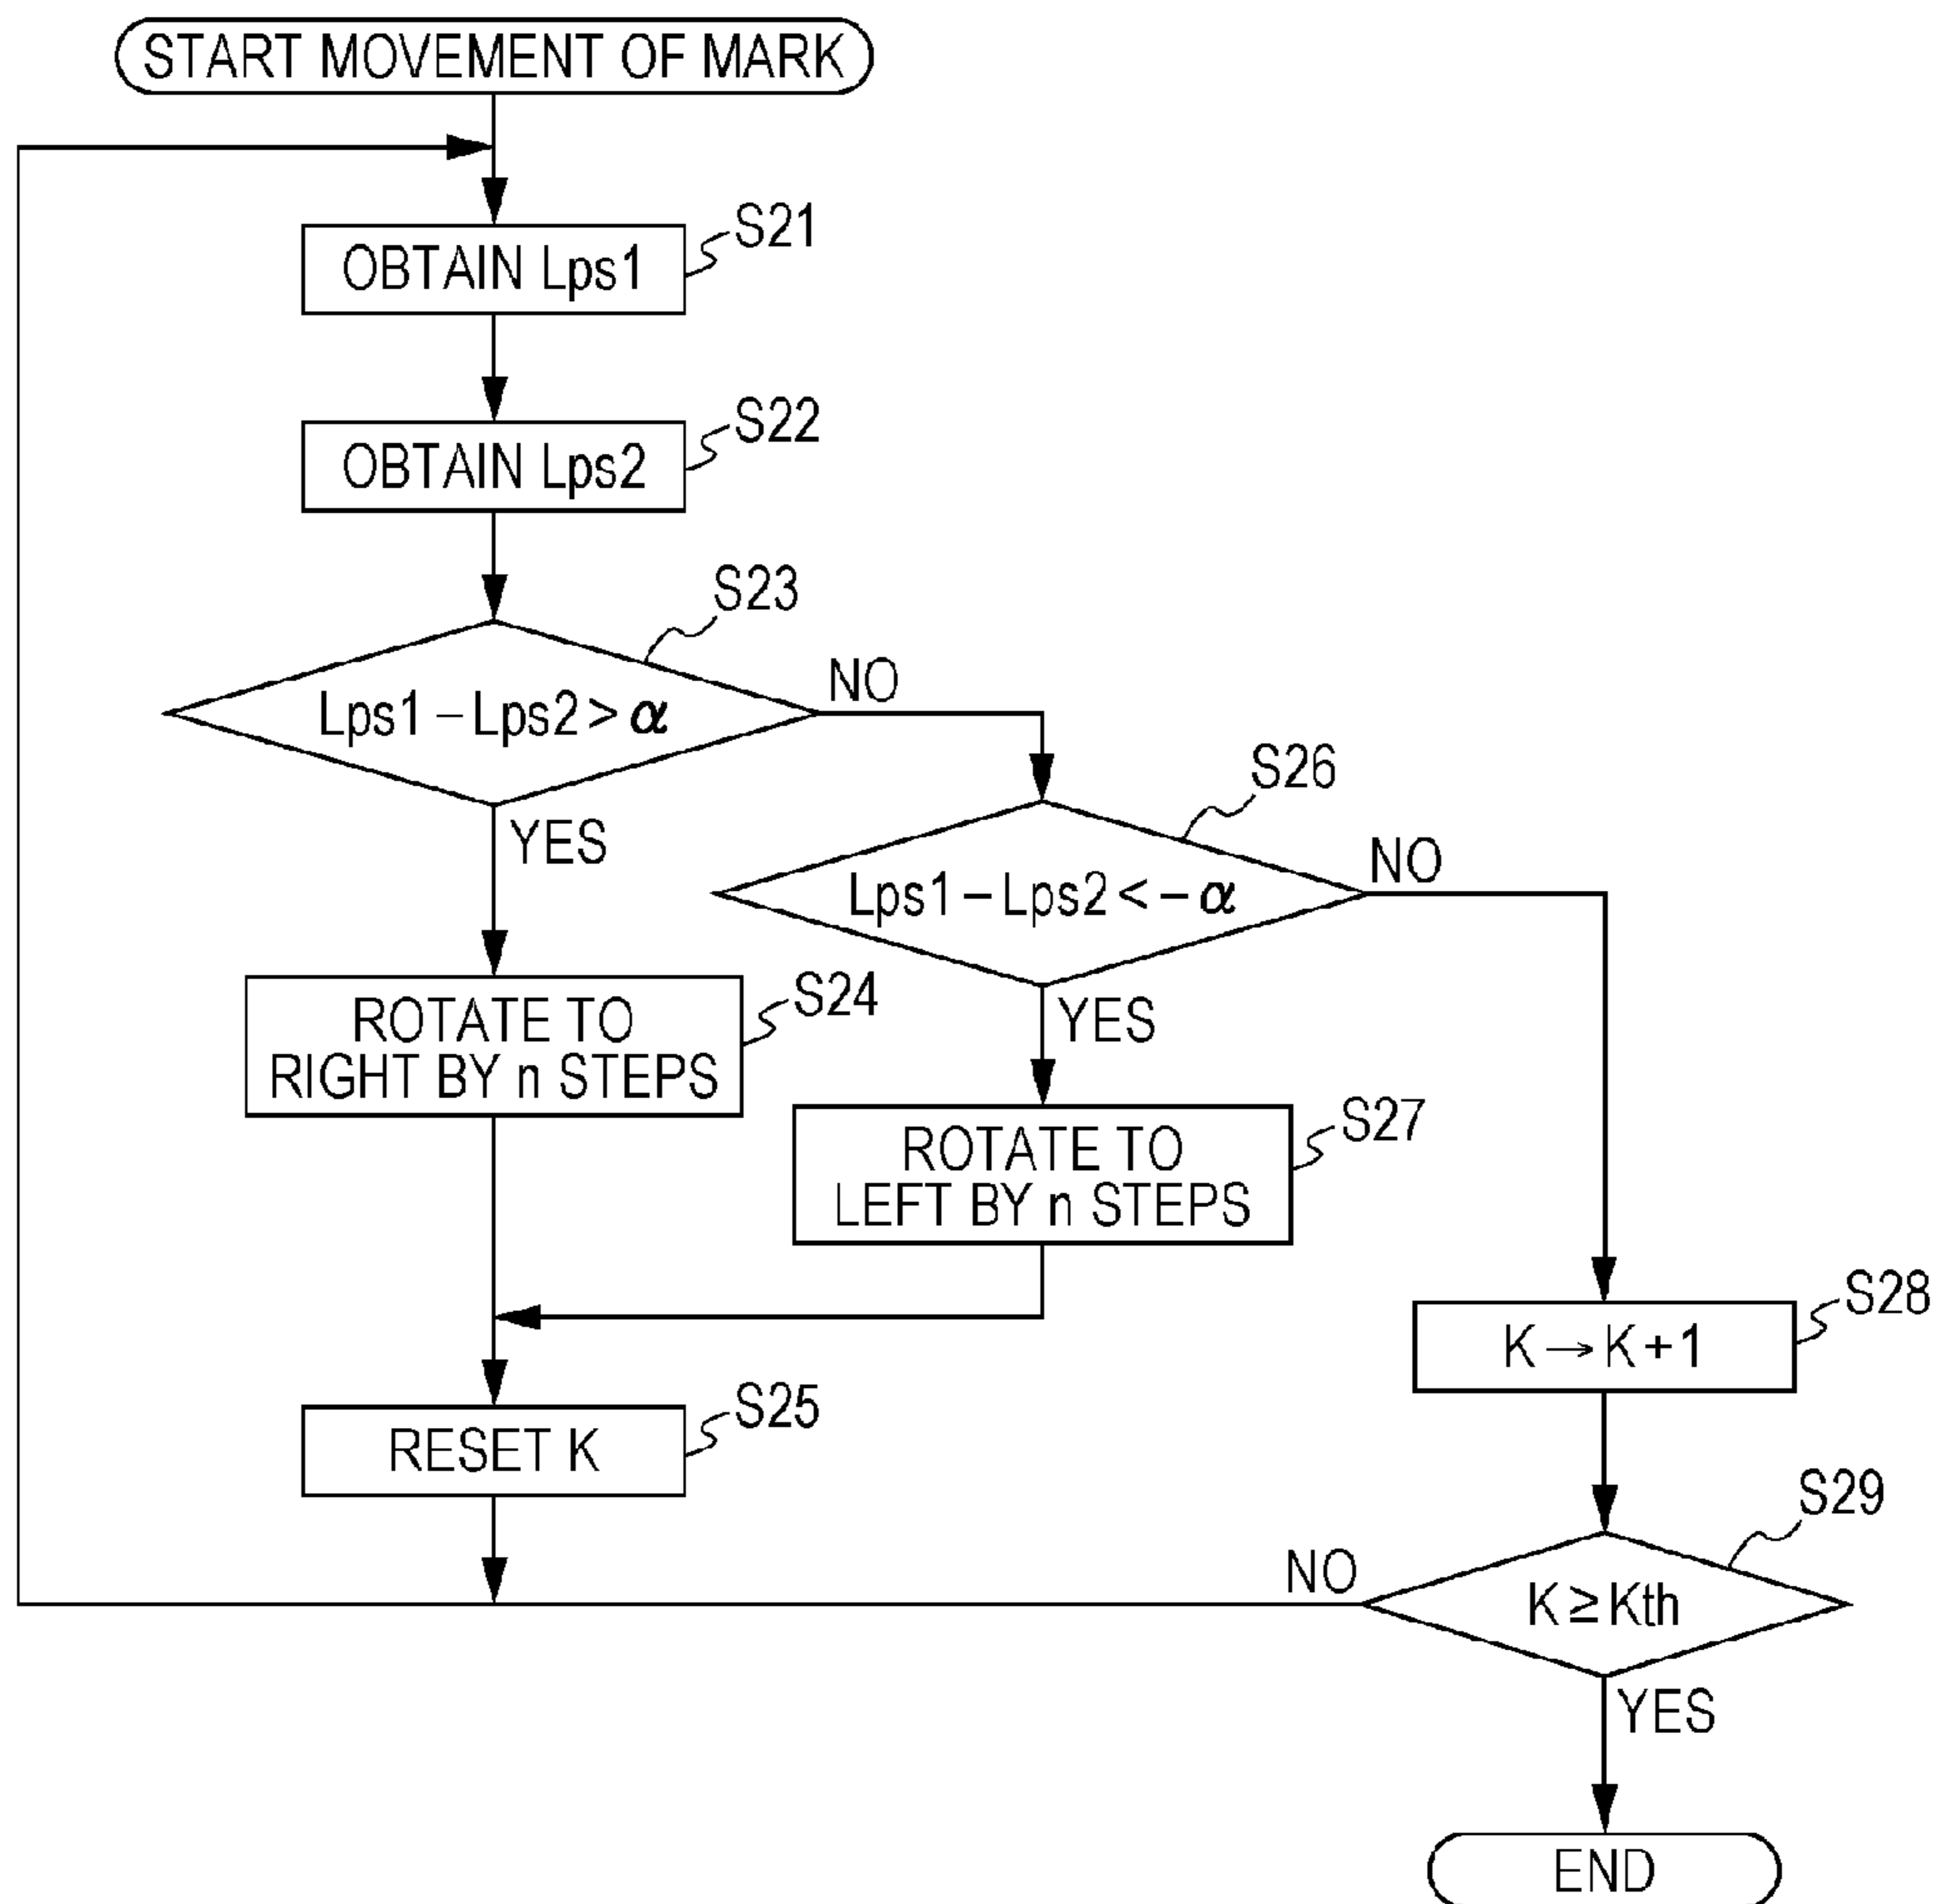 START MOVEMENT OF MARK
S21
OBTAIN Lps1
S22
OBTAIN Lps2
S23
Lps1 – Lps2 > α
NO
YES
S26
Lps1 – Lps2 < – α
NO
YES
S24
ROTATE TO
RIGHT BY n STEPS
S27
ROTATE TO
LEFT BY n STEPS
S28
K → K + 1
S25
RESET K
S29
K ≥ Kth
NO
YES
END